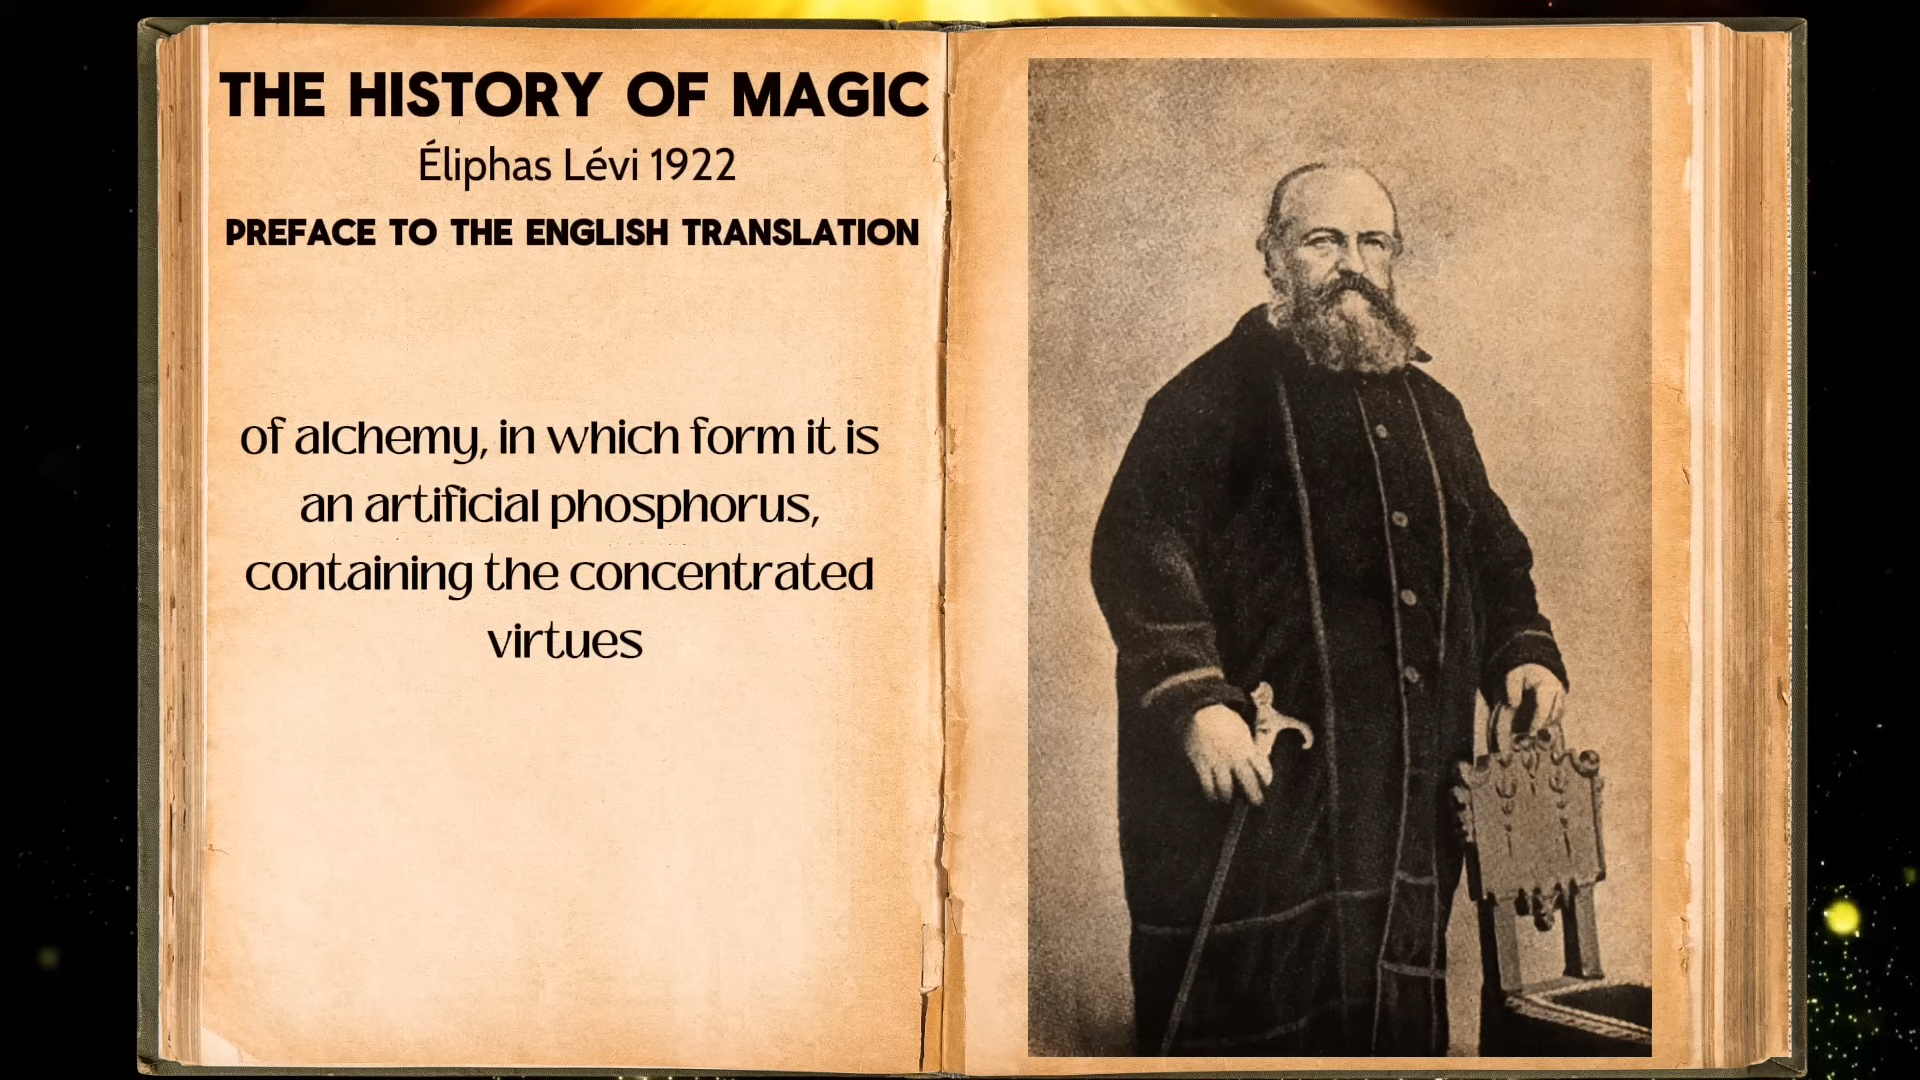 THE HISTORY OF MAGIC
Éliphas Lévi 1922
PREFACE TO THE ENGLISH TRANSLATION
of alchemy, in which form it is
an artificial phosphorus,
containing the concentrated
virtues